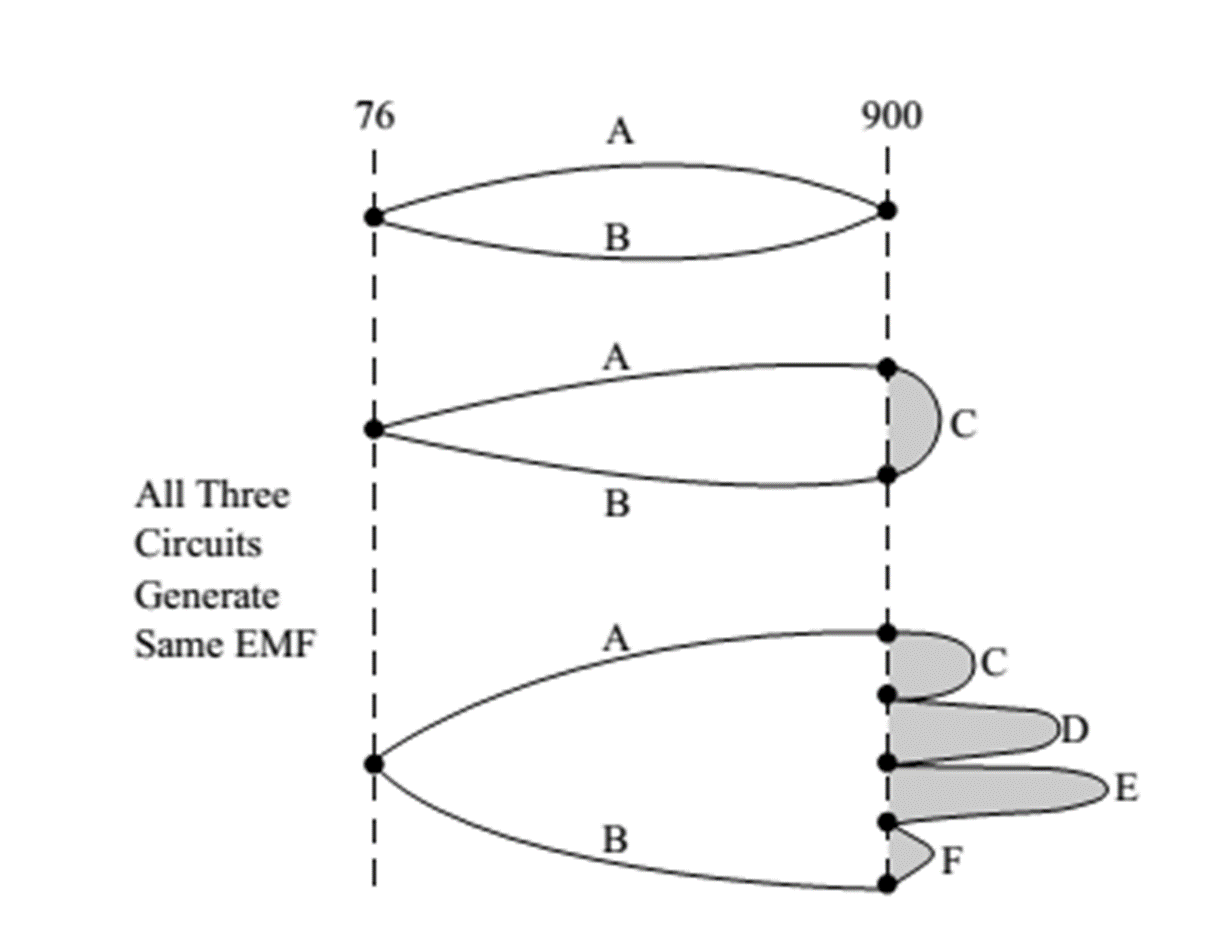 76 900
A
B
A
C
B
All Three
Circuits
Generate
Same EMF
A
C
D
E
B
F